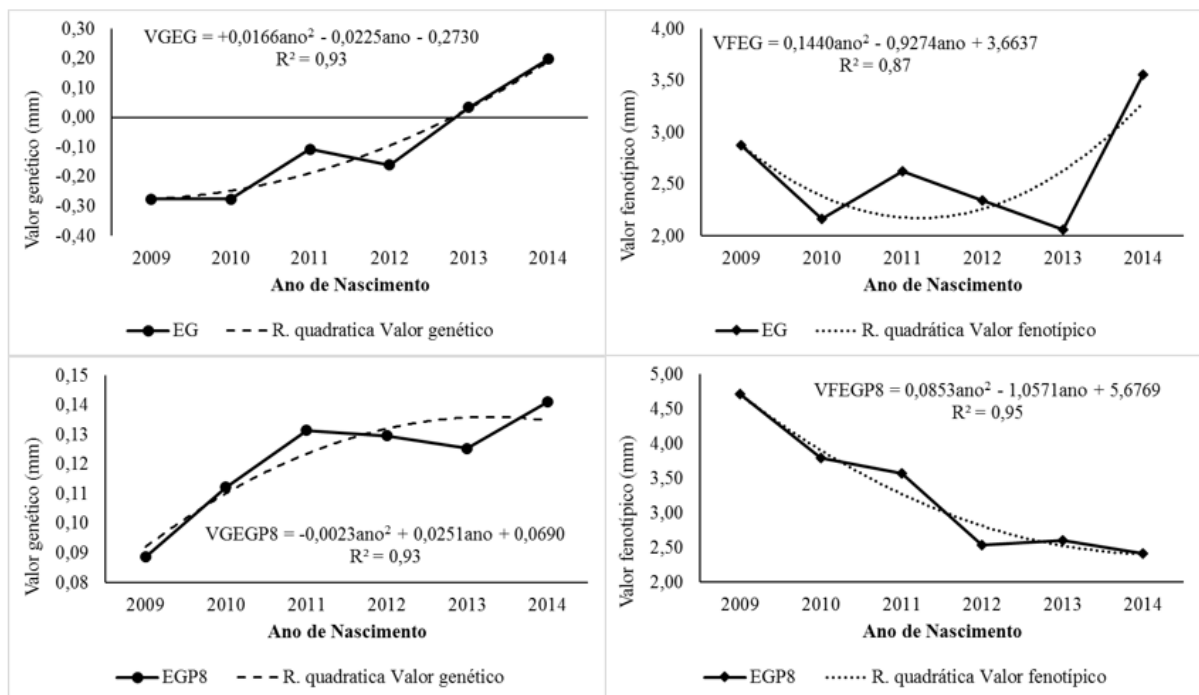 VGEG = +0,0166ano² - 0,0225ano - 0,2730
R² = 0,93
Valor genético (mm)
0,30
0,20
0,10
0,00
-0,10
-0,20
-0,30
-0,40
2009 2010 2011 2012 2013 2014
Ano de Nascimento
EG R. quadratica Valor genético
VFEG = 0,1440ano² - 0,9274ano + 3,6637
R² = 0,87
Valor fenotípico (mm)
4,00
3,50
3,00
2,50
2,00
2009 2010 2011 2012 2013 2014
Ano de Nascimento
EG R. quadrática Valor fenotípico
Valor genético (mm)
0,15
0,14
0,13
0,12
0,11
0,10
0,09
0,08
VGEGP8 = -0,0023ano² + 0,0251ano + 0,0690
R² = 0,93
2009 2010 2011 2012 2013 2014
Ano de Nascimento
EGP8 R. quadratica Valor genético
VFEGP8 = 0,0853ano² - 1,0571ano + 5,6769
R² = 0,95
Valor fenotípico (mm)
5,00
4,50
4,00
3,50
3,00
2,50
2,00
2009 2010 2011 2012 2013 2014
Ano de Nascimento
EGP8 R. quadrática Valor fenotípico